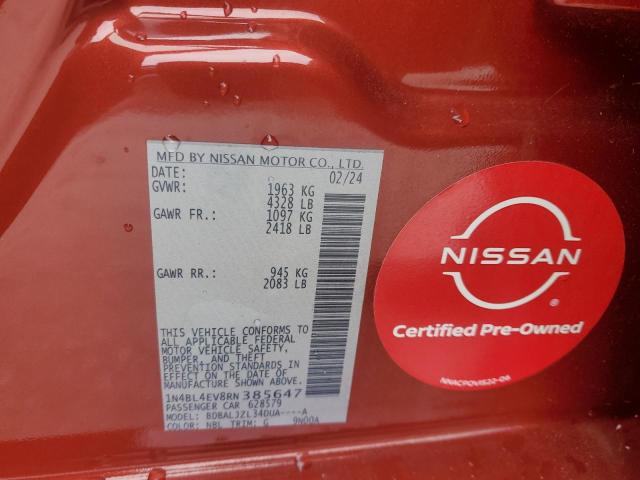 MFD BY NISSAN MOTOR CO., LTD.
DATE: 02/24
GVWR: 1963 KG
4328 LB
GAWR FR.: 1097 KG
2418 LB
GAWR RR.: 945 KG
2083 LB
THIS VEHICLE CONFORMS TO
ALL APPLICABLE FEDERAL
MOTOR VEHICLE SAFETY,
BUMPER, AND THEFT
PREVENTION STANDARDS IN
EFFECT ON THE DATE OF
MANUFACTURE SHOWN ABOVE.
1N4BL4EV8RN385647
PASSENGER CAR 628579
MODEL: BDBALJZL34DUA----A
COLOR: NBL TRIM: G 9N00A
NISSAN
®
Certified Pre-Owned